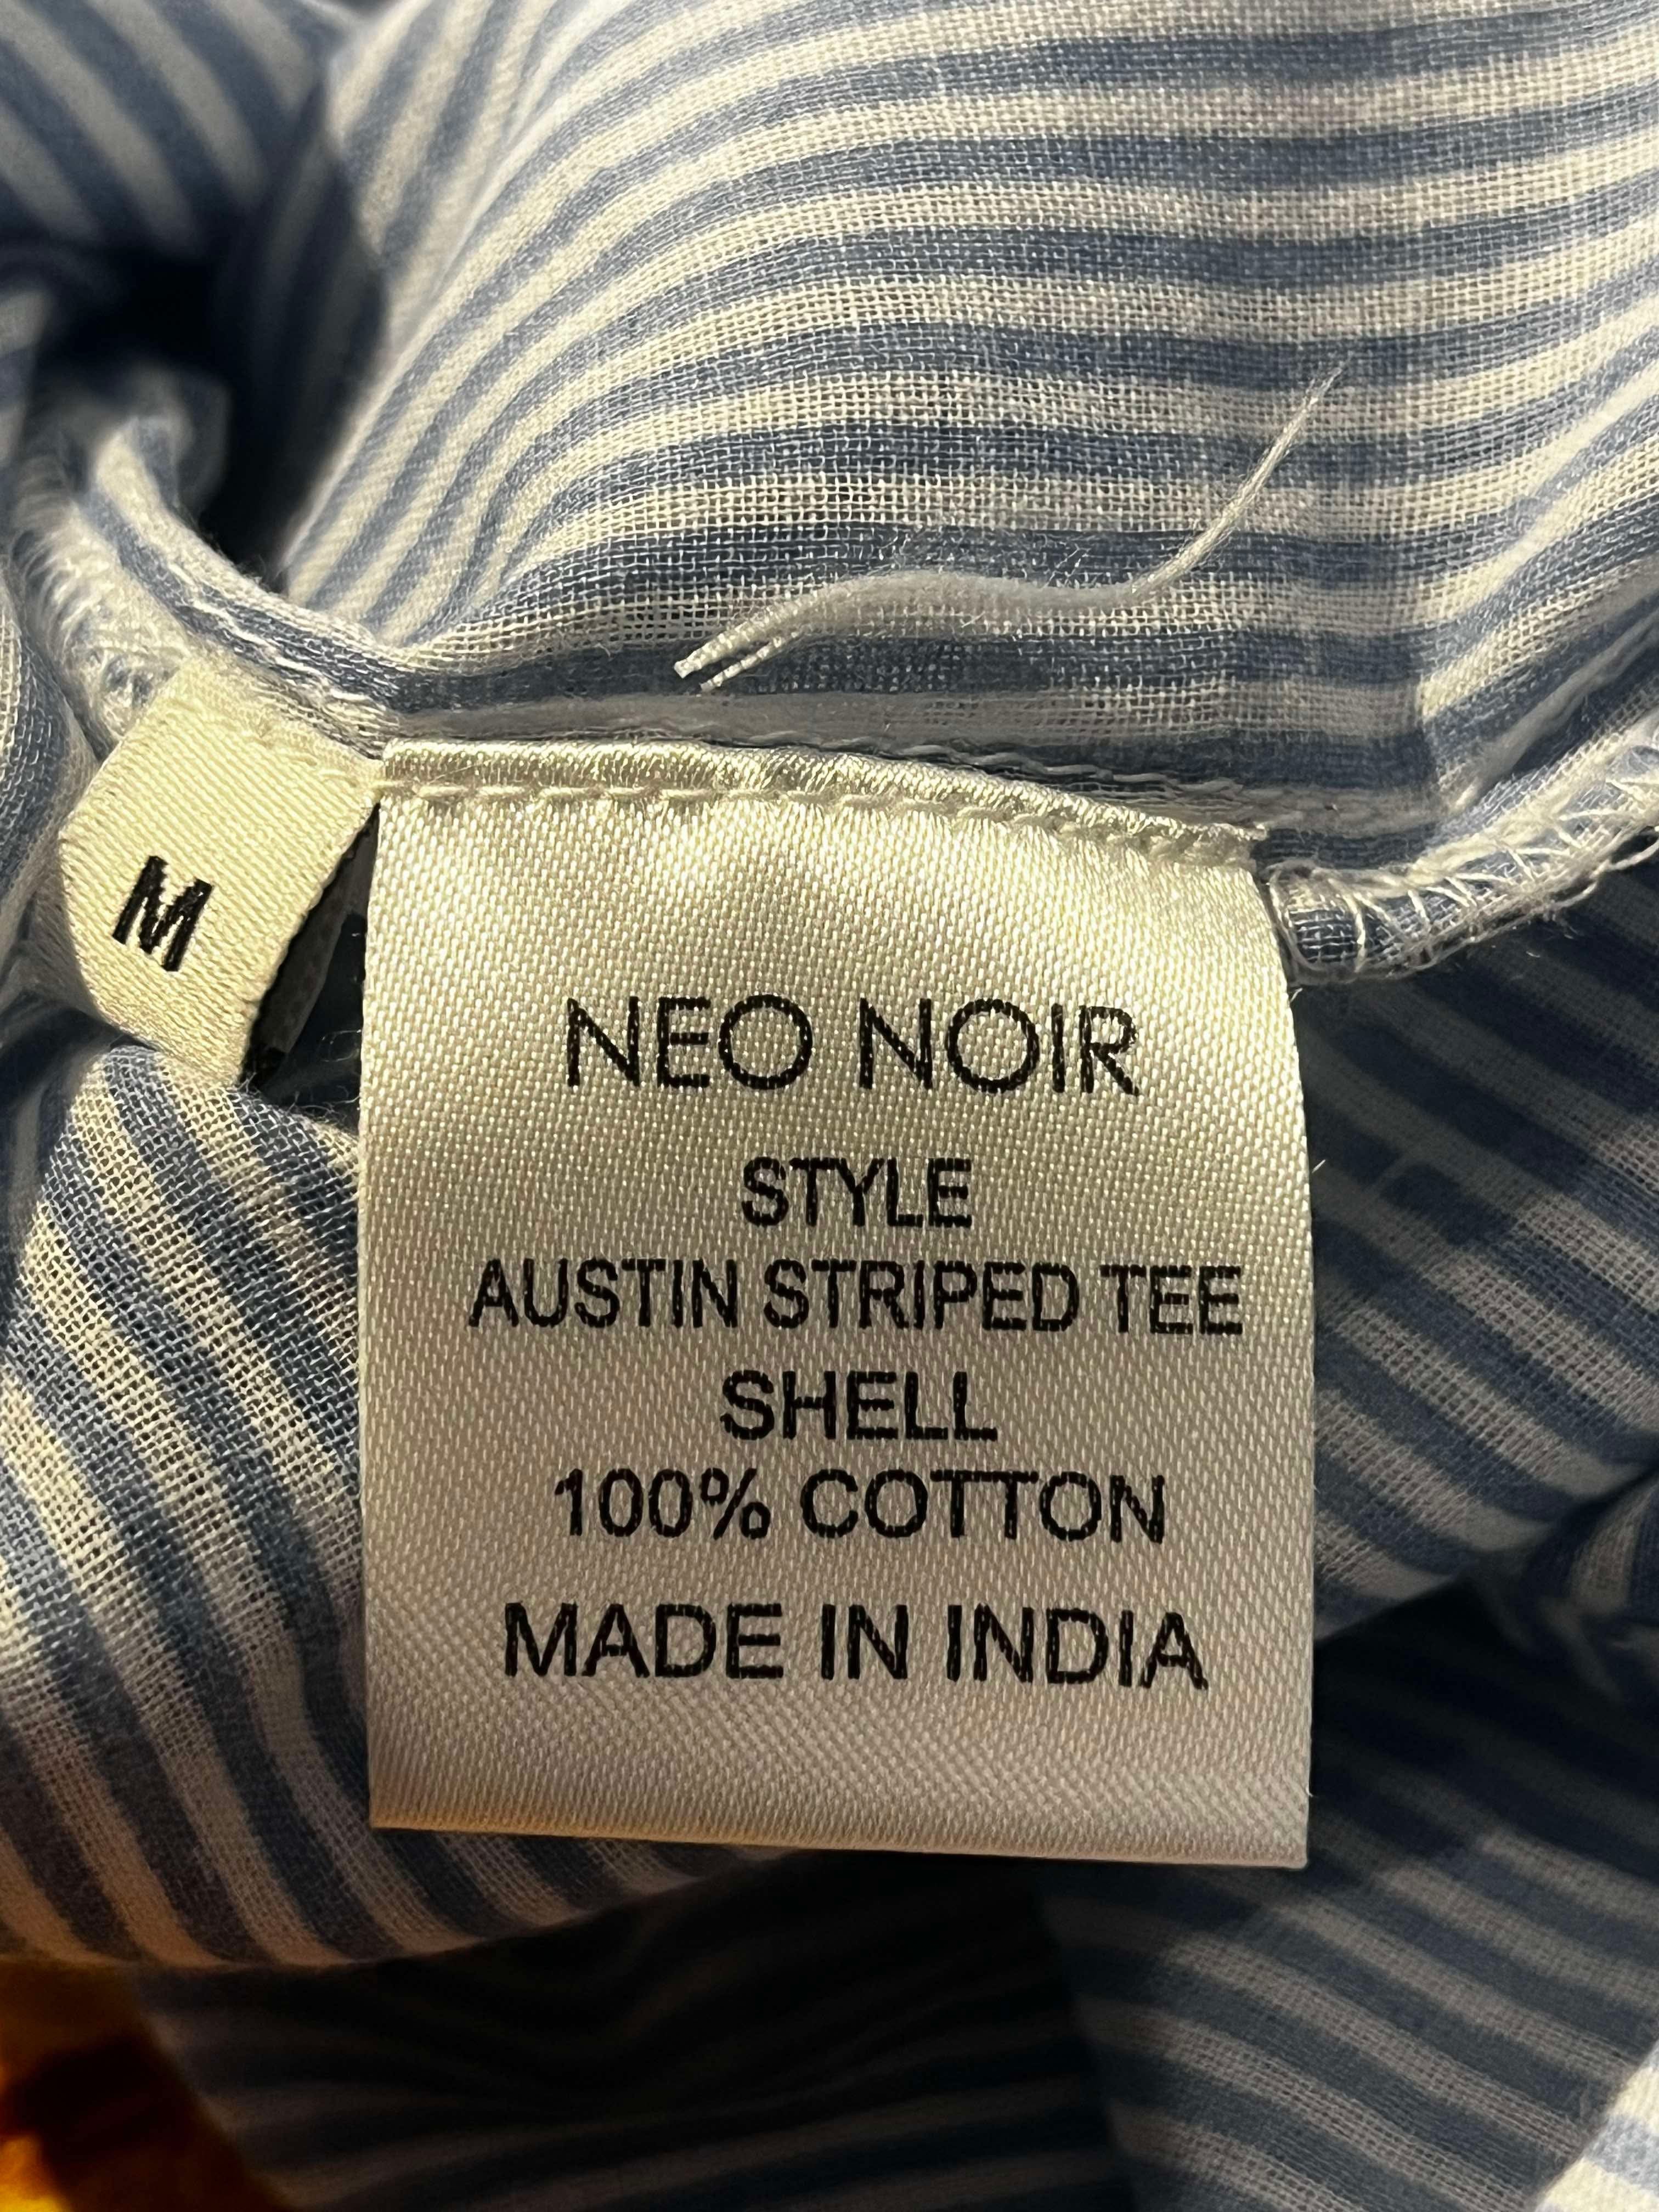 M
NEO NOIR
STYLE
AUSTIN STRIPED TEE
SHELL
100% COTTON
MADE IN INDIA